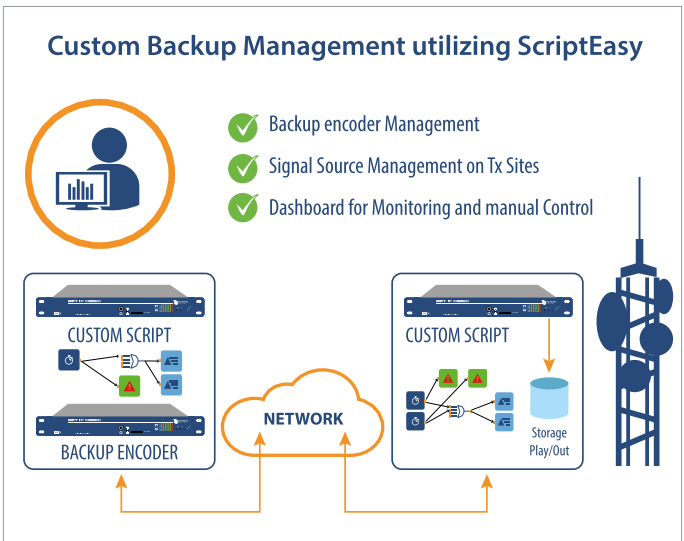 Custom Backup Management utilizing ScriptEasy
Backup encoder Management
Signal Source Management on Tx Sites
Dashboard for Monitoring and manual Control
CUSTOM SCRIPT
BACKUP ENCODER
NETWORK
CUSTOM SCRIPT
Storage
Play/Out